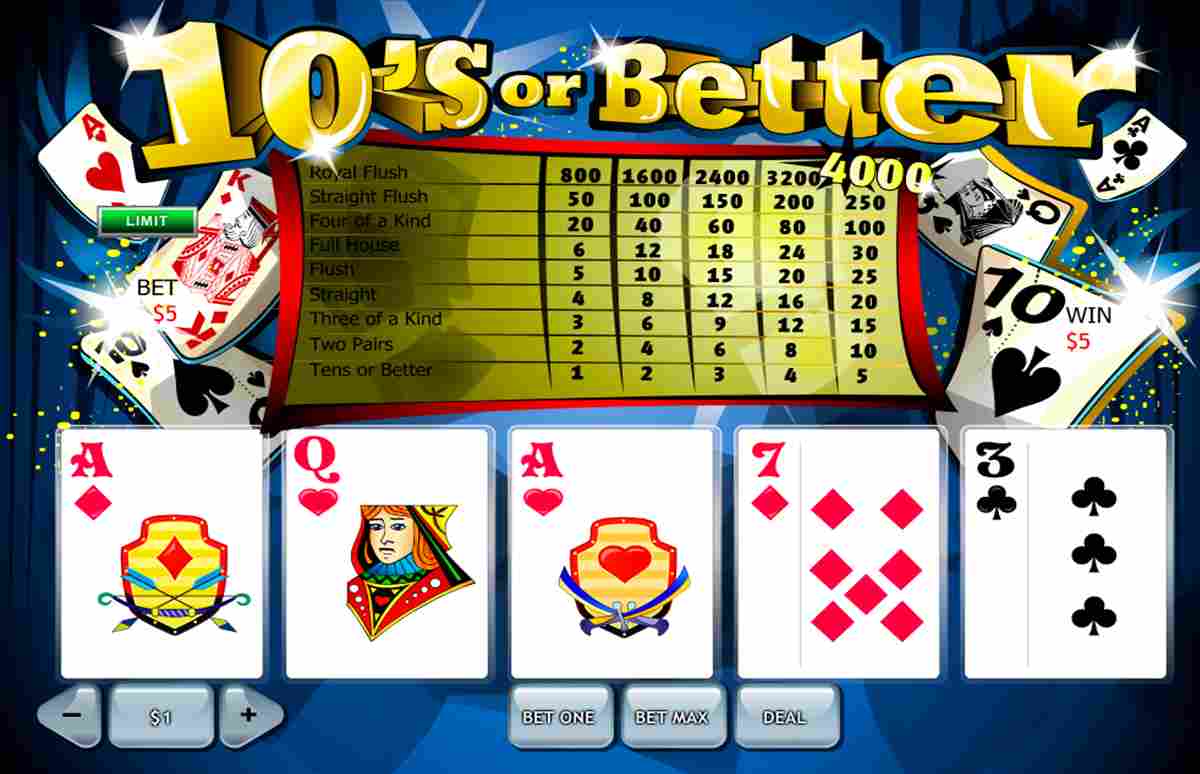 10's or Better
Royal Flush 800 1600 2400 3200 4000
Straight Flush 50 100 150 200 250
Four of a Kind 20 40 60 80 100
Full House 6 12 18 24 30
Flush 5 10 15 20 25
Straight 4 8 12 16 20
Three of a Kind 3 6 9 12 15
Two Pairs 2 4 6 8 10
Tens or Better 1 2 3 4 5
A
A
A
K
K
Q
LIMIT
BET
$5
10
10
WIN
$5
A Q A 7 3
− $1 + BET ONE BET MAX DEAL